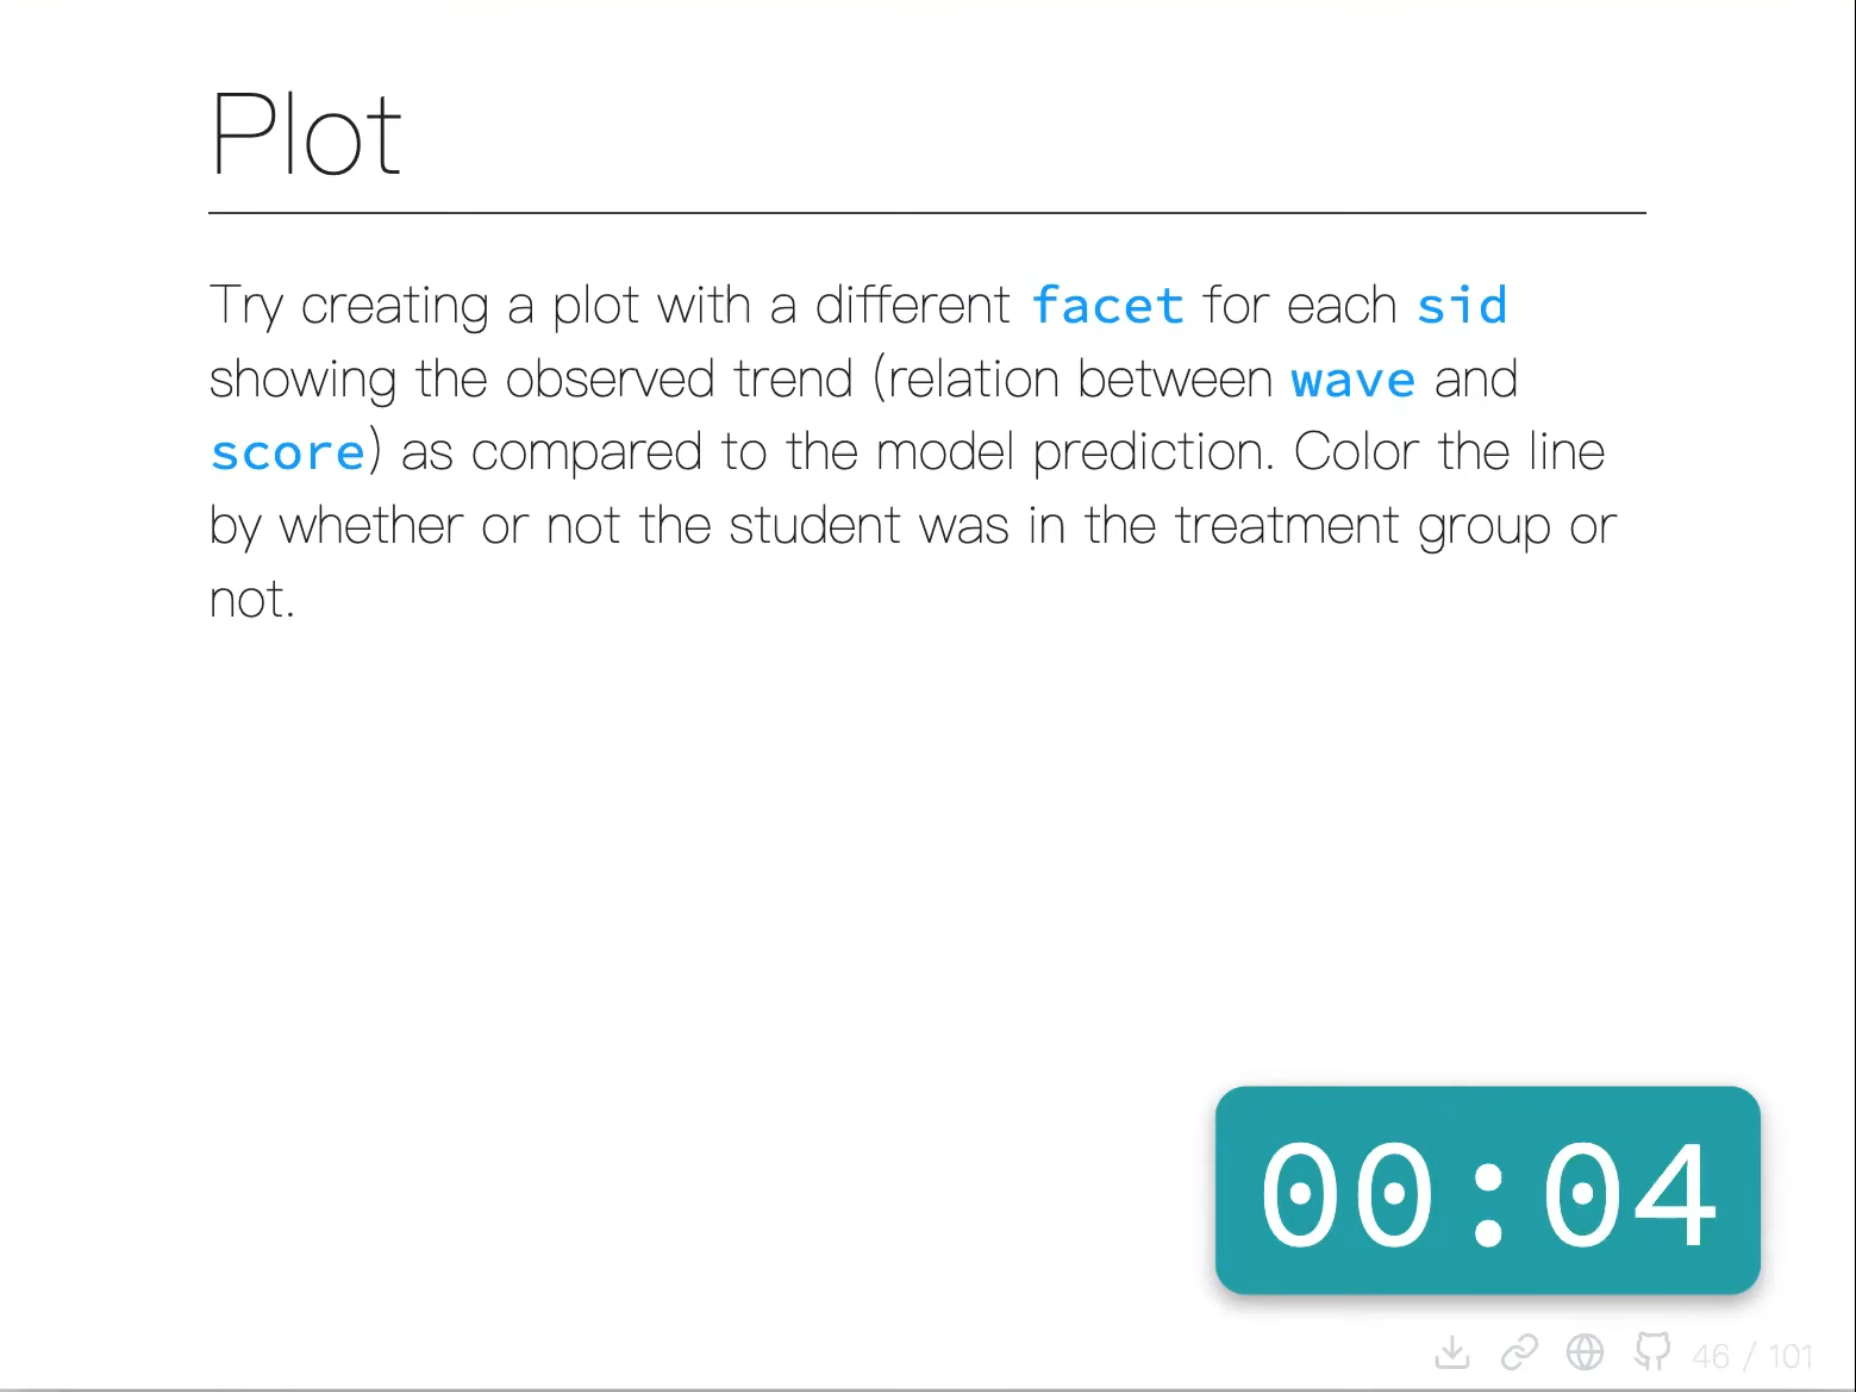 Plot
Try creating a plot with a different facet for each sid
showing the observed trend (relation between wave and
score) as compared to the model prediction. Color the line
by whether or not the student was in the treatment group or
not.
00:04
46 / 101